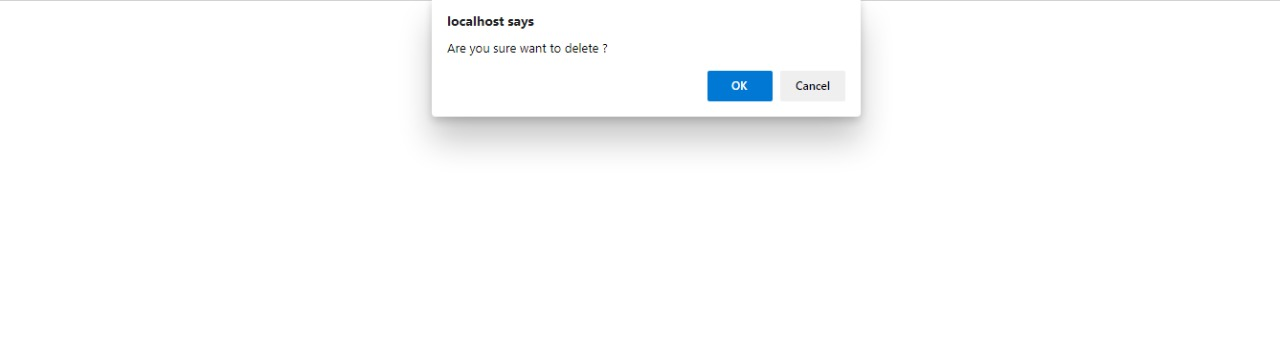 localhost says
Are you sure want to delete ?
OK
Cancel